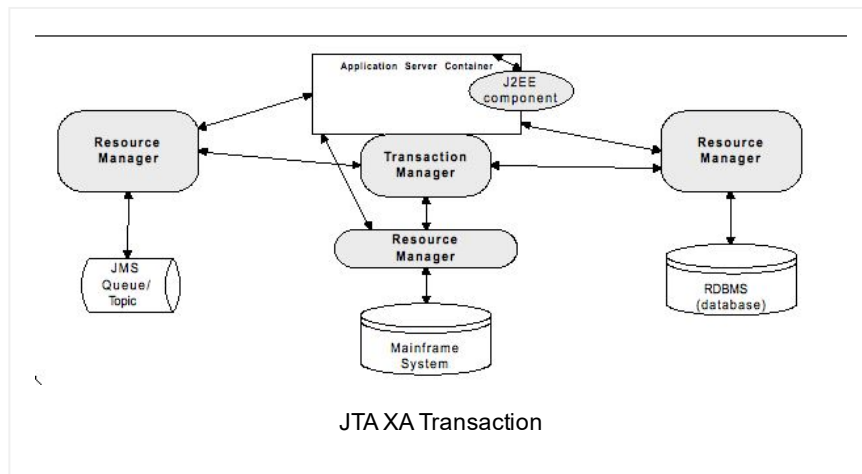 Application Server Container
J2EE
component
Resource
Manager
Transaction
Manager
Resource
Manager
Resource
Manager
JMS
Queue/
Topic
RDBMS
(database)
Mainframe
System
JTA XA Transaction